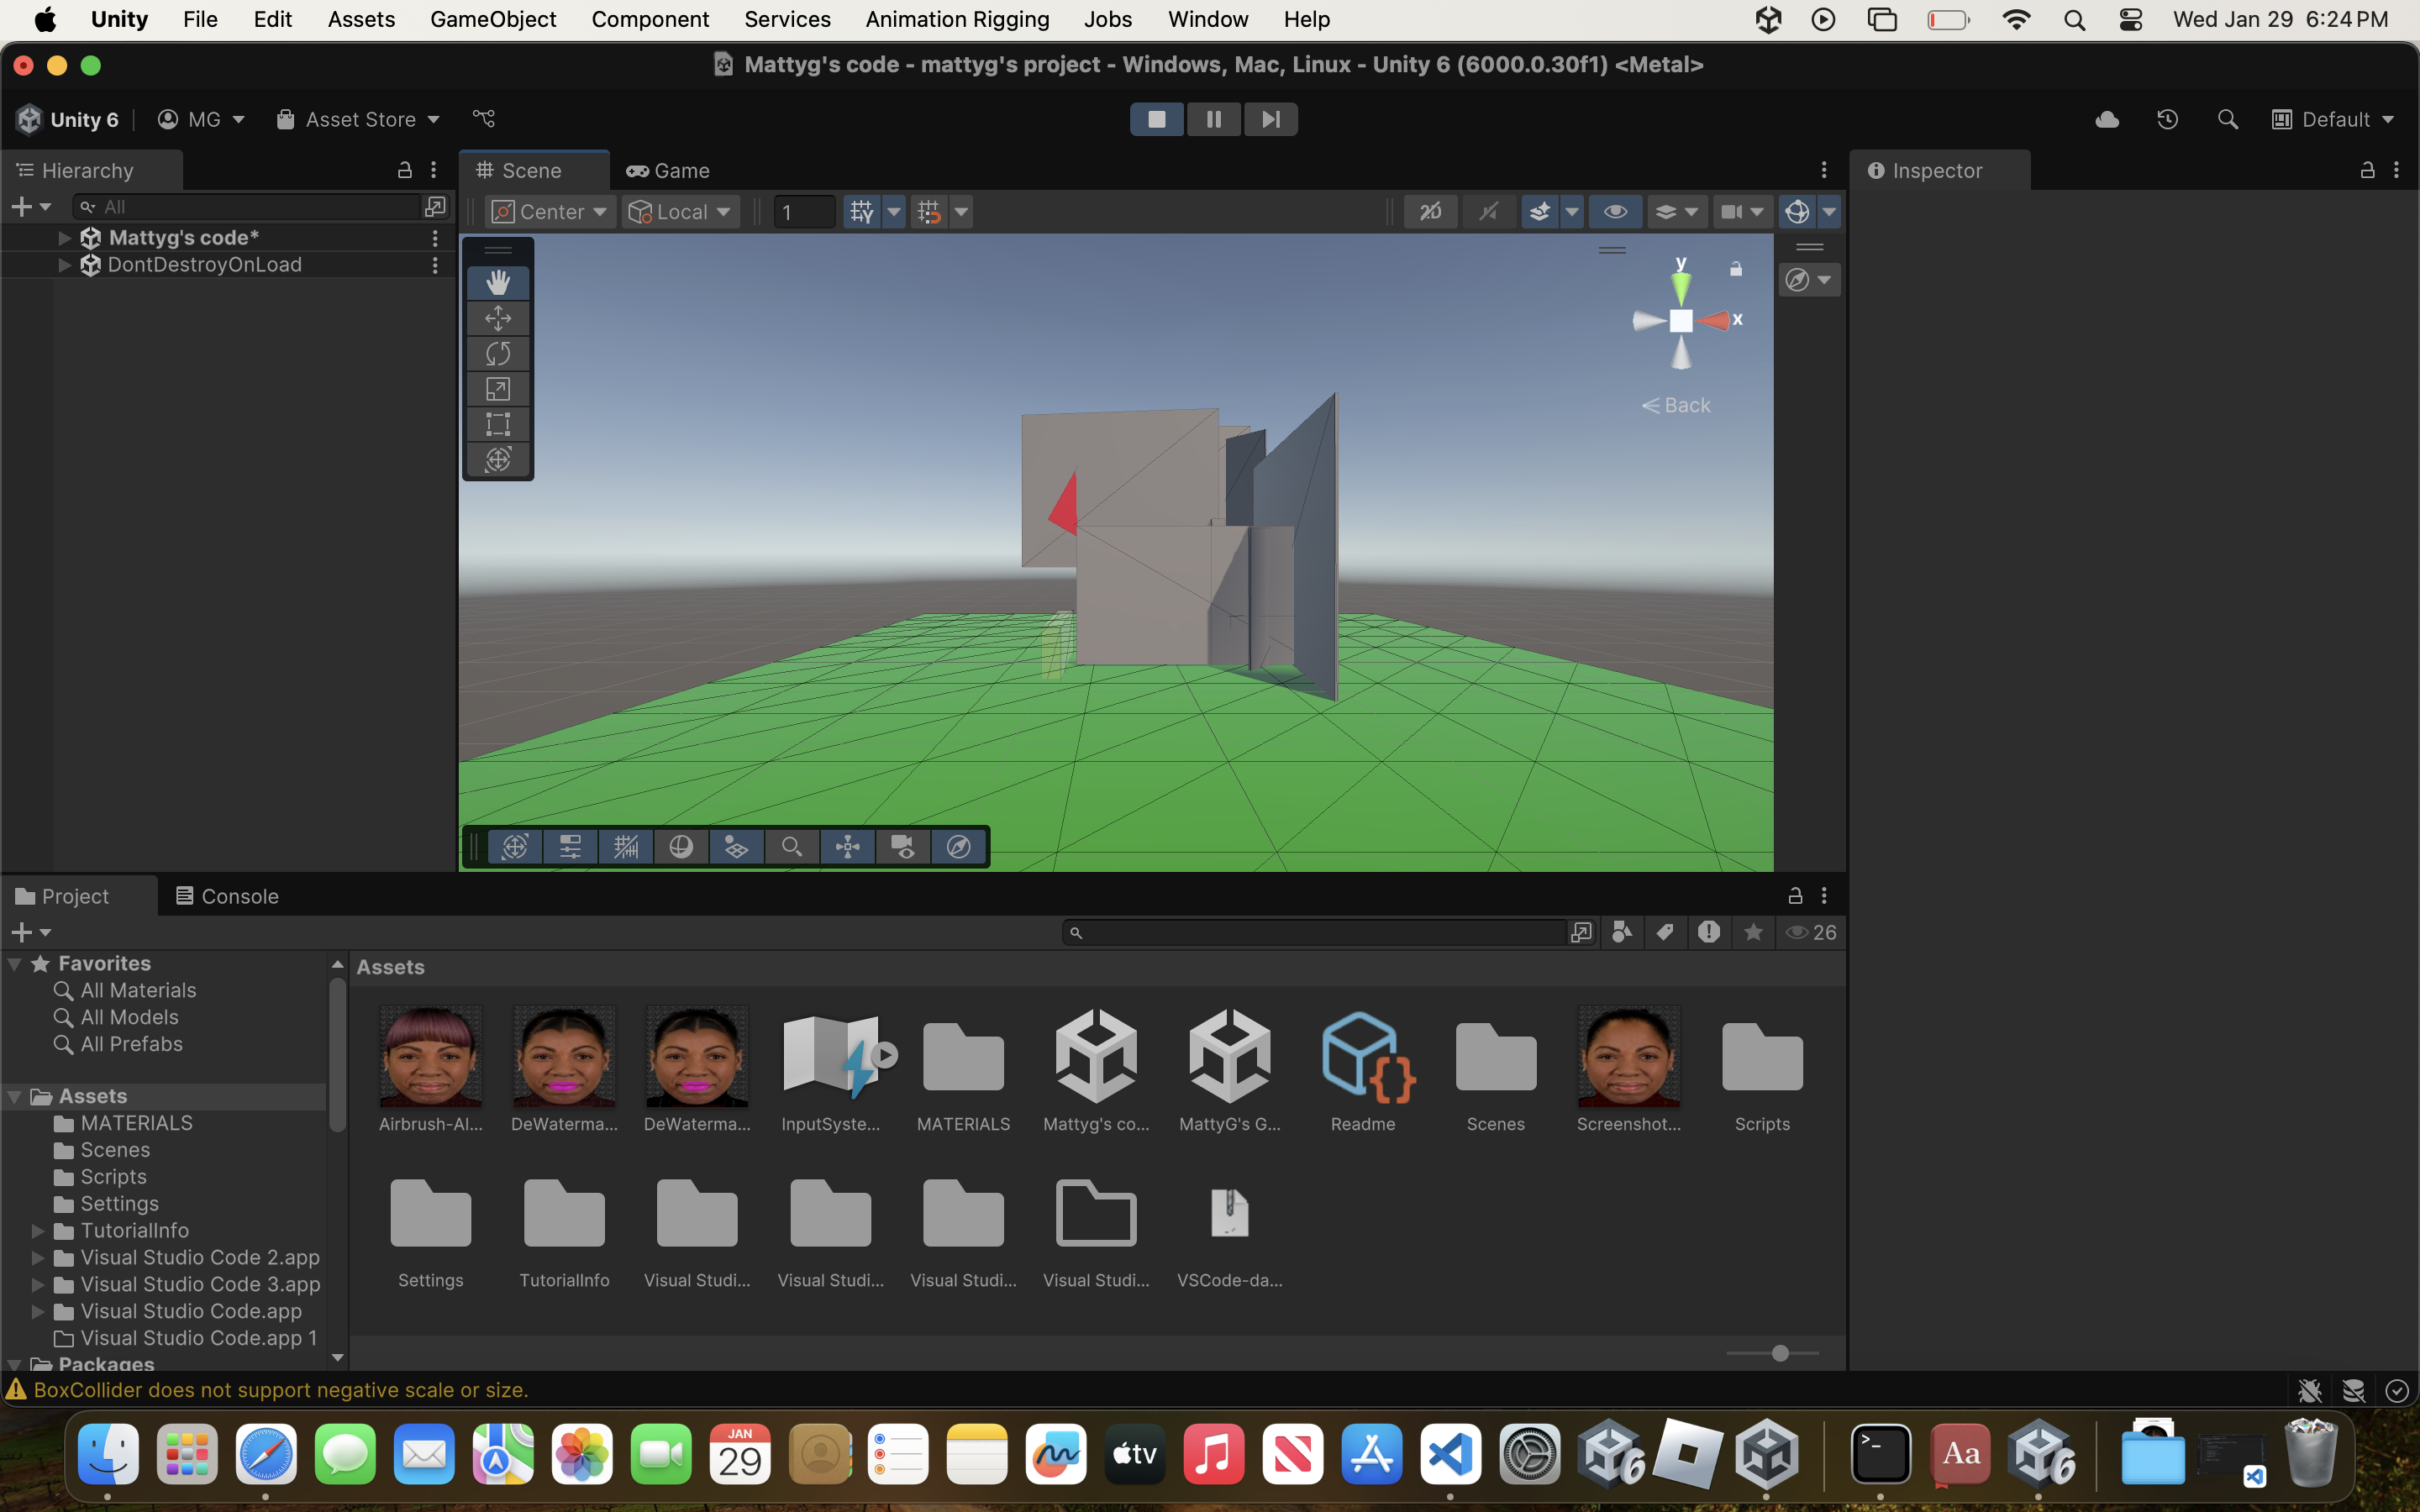 Unity File Edit Assets GameObject Component Services Animation Rigging Jobs Window Help Wed Jan 29 6:24 PM
Mattyg's code - mattyg's project - Windows, Mac, Linux - Unity 6 (6000.0.30f1) <Metal>
Unity 6 MG Asset Store Default
Hierarchy Scene Game Inspector
All Center Local 1 2D
Mattyg's code*
DontDestroyOnLoad
y
x
Back
Project Console
26
Favorites
All Materials
All Models
All Prefabs
Assets
MATERIALS
Scenes
Scripts
Settings
TutorialInfo
Visual Studio Code 2.app
Visual Studio Code 3.app
Visual Studio Code.app
Visual Studio Code.app 1
Packages
Assets
Airbrush-AI... DeWaterma... DeWaterma... InputSyste... MATERIALS Mattyg's co... MattyG's G... Readme Scenes Screenshot... Scripts
Settings TutorialInfo Visual Studi... Visual Studi... Visual Studi... Visual Studi... VSCode-da...
BoxCollider does not support negative scale or size.
JAN
29
tv
6
>_
Aa
6